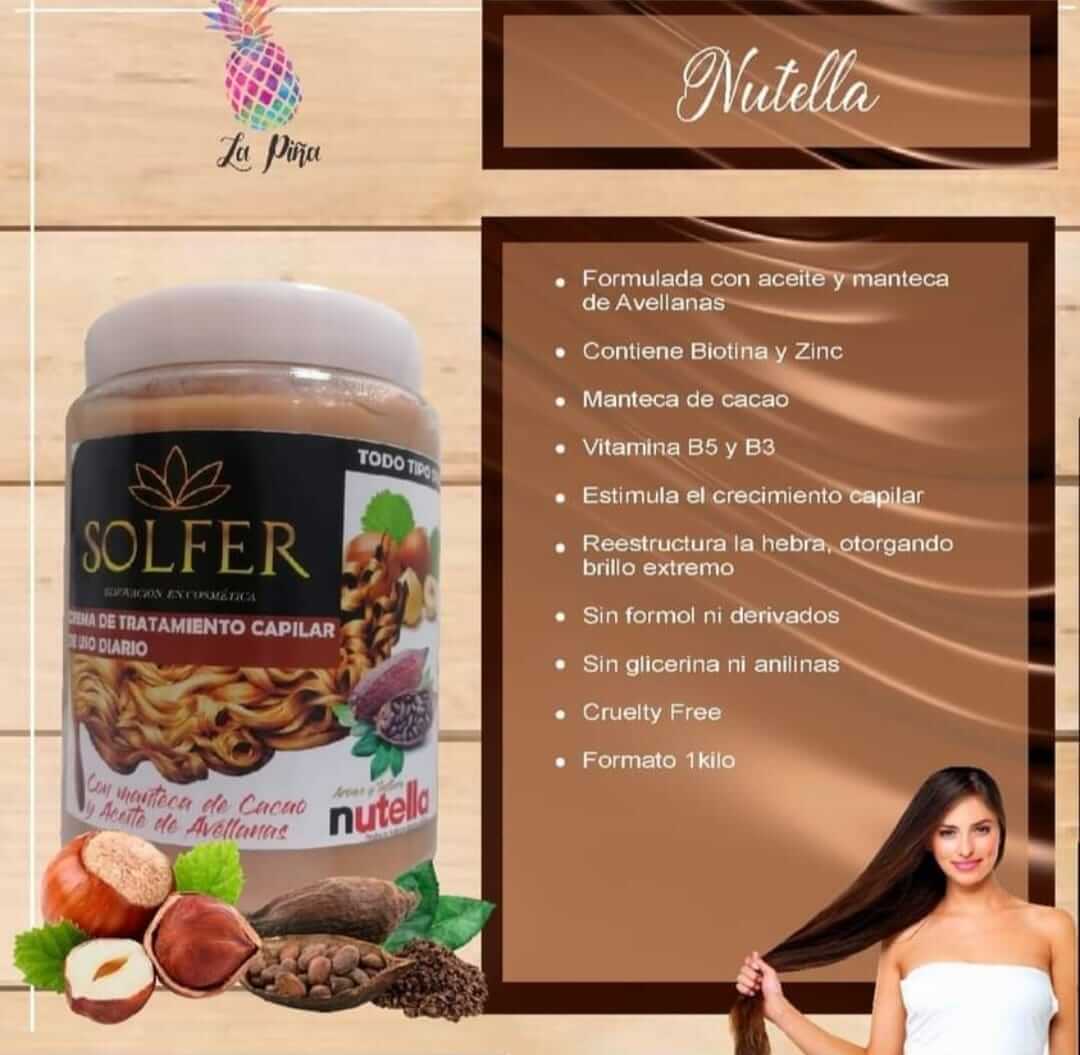 La Piña
Nutella
• Formulada con aceite y manteca
de Avellanas
• Contiene Biotina y Zinc
• Manteca de cacao
• Vitamina B5 y B3
• Estimula el crecimiento capilar
• Reestructura la hebra, otorgando
brillo extremo
• Sin formol ni derivados
• Sin glicerina ni anilinas
• Cruelty Free
• Formato 1kilo
TODO TIPO
SOLFER
EN COSMÉTICA
CREMA DE TRATAMIENTO CAPILAR
DE USO DIARIO
Con manteca de Cacao
y Aceite de Avellanas
Aroma y
nutella